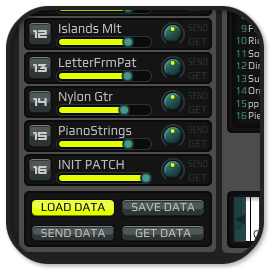 SEND
12 Islands Mlt GET
9 F
10 Ri
11 So
12 Di
13 LetterFrmPat SEND
GET
13 Su
14 Or
15 pp
16 Pie
14 Nylon Gtr SEND
GET
15 PianoStrings SEND
GET
16 INIT PATCH SEND
GET
LOAD DATA SAVE DATA
SEND DATA GET DATA